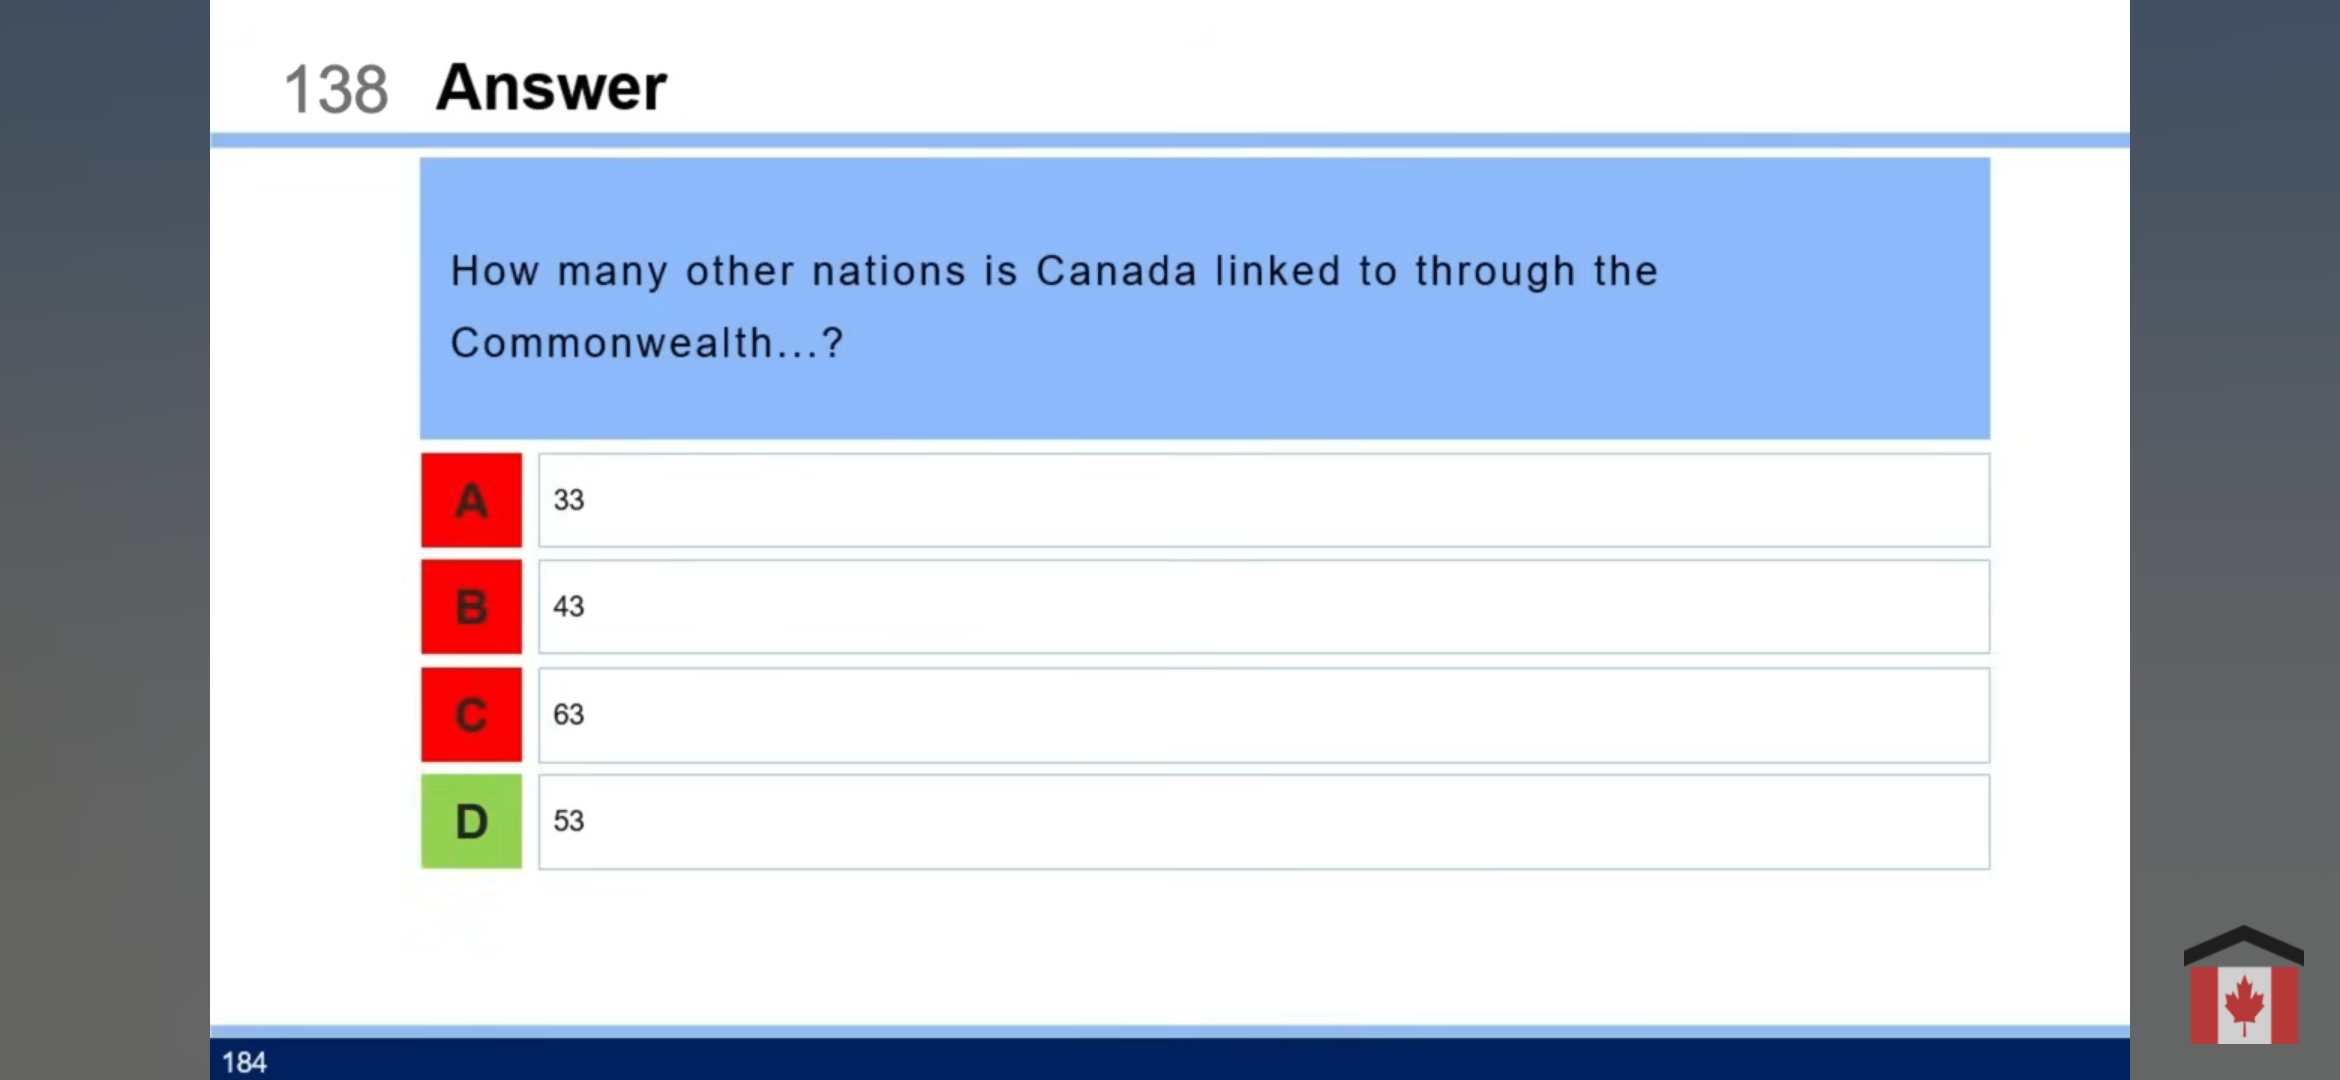 138 Answer
How many other nations is Canada linked to through the
Commonwealth...?
A 33
B 43
C 63
D 53
184